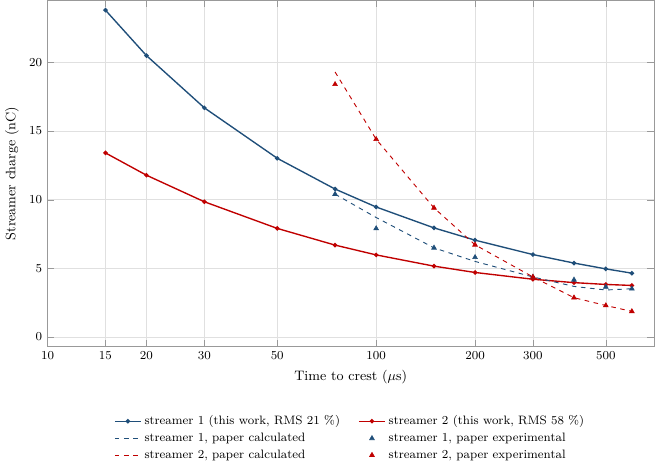 20
15
10
5
0
Streamer charge (nC)
10 15 20 30 50 100 200 300 500
Time to crest (μs)
streamer 1 (this work, RMS 21 %) streamer 2 (this work, RMS 58 %)
streamer 1, paper calculated streamer 1, paper experimental
streamer 2, paper calculated streamer 2, paper experimental